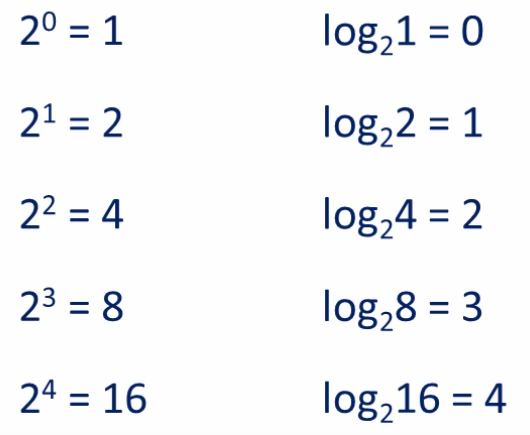 2⁰ = 1 log₂1 = 0
2¹ = 2 log₂2 = 1
2² = 4 log₂4 = 2
2³ = 8 log₂8 = 3
2⁴ = 16 log₂16 = 4